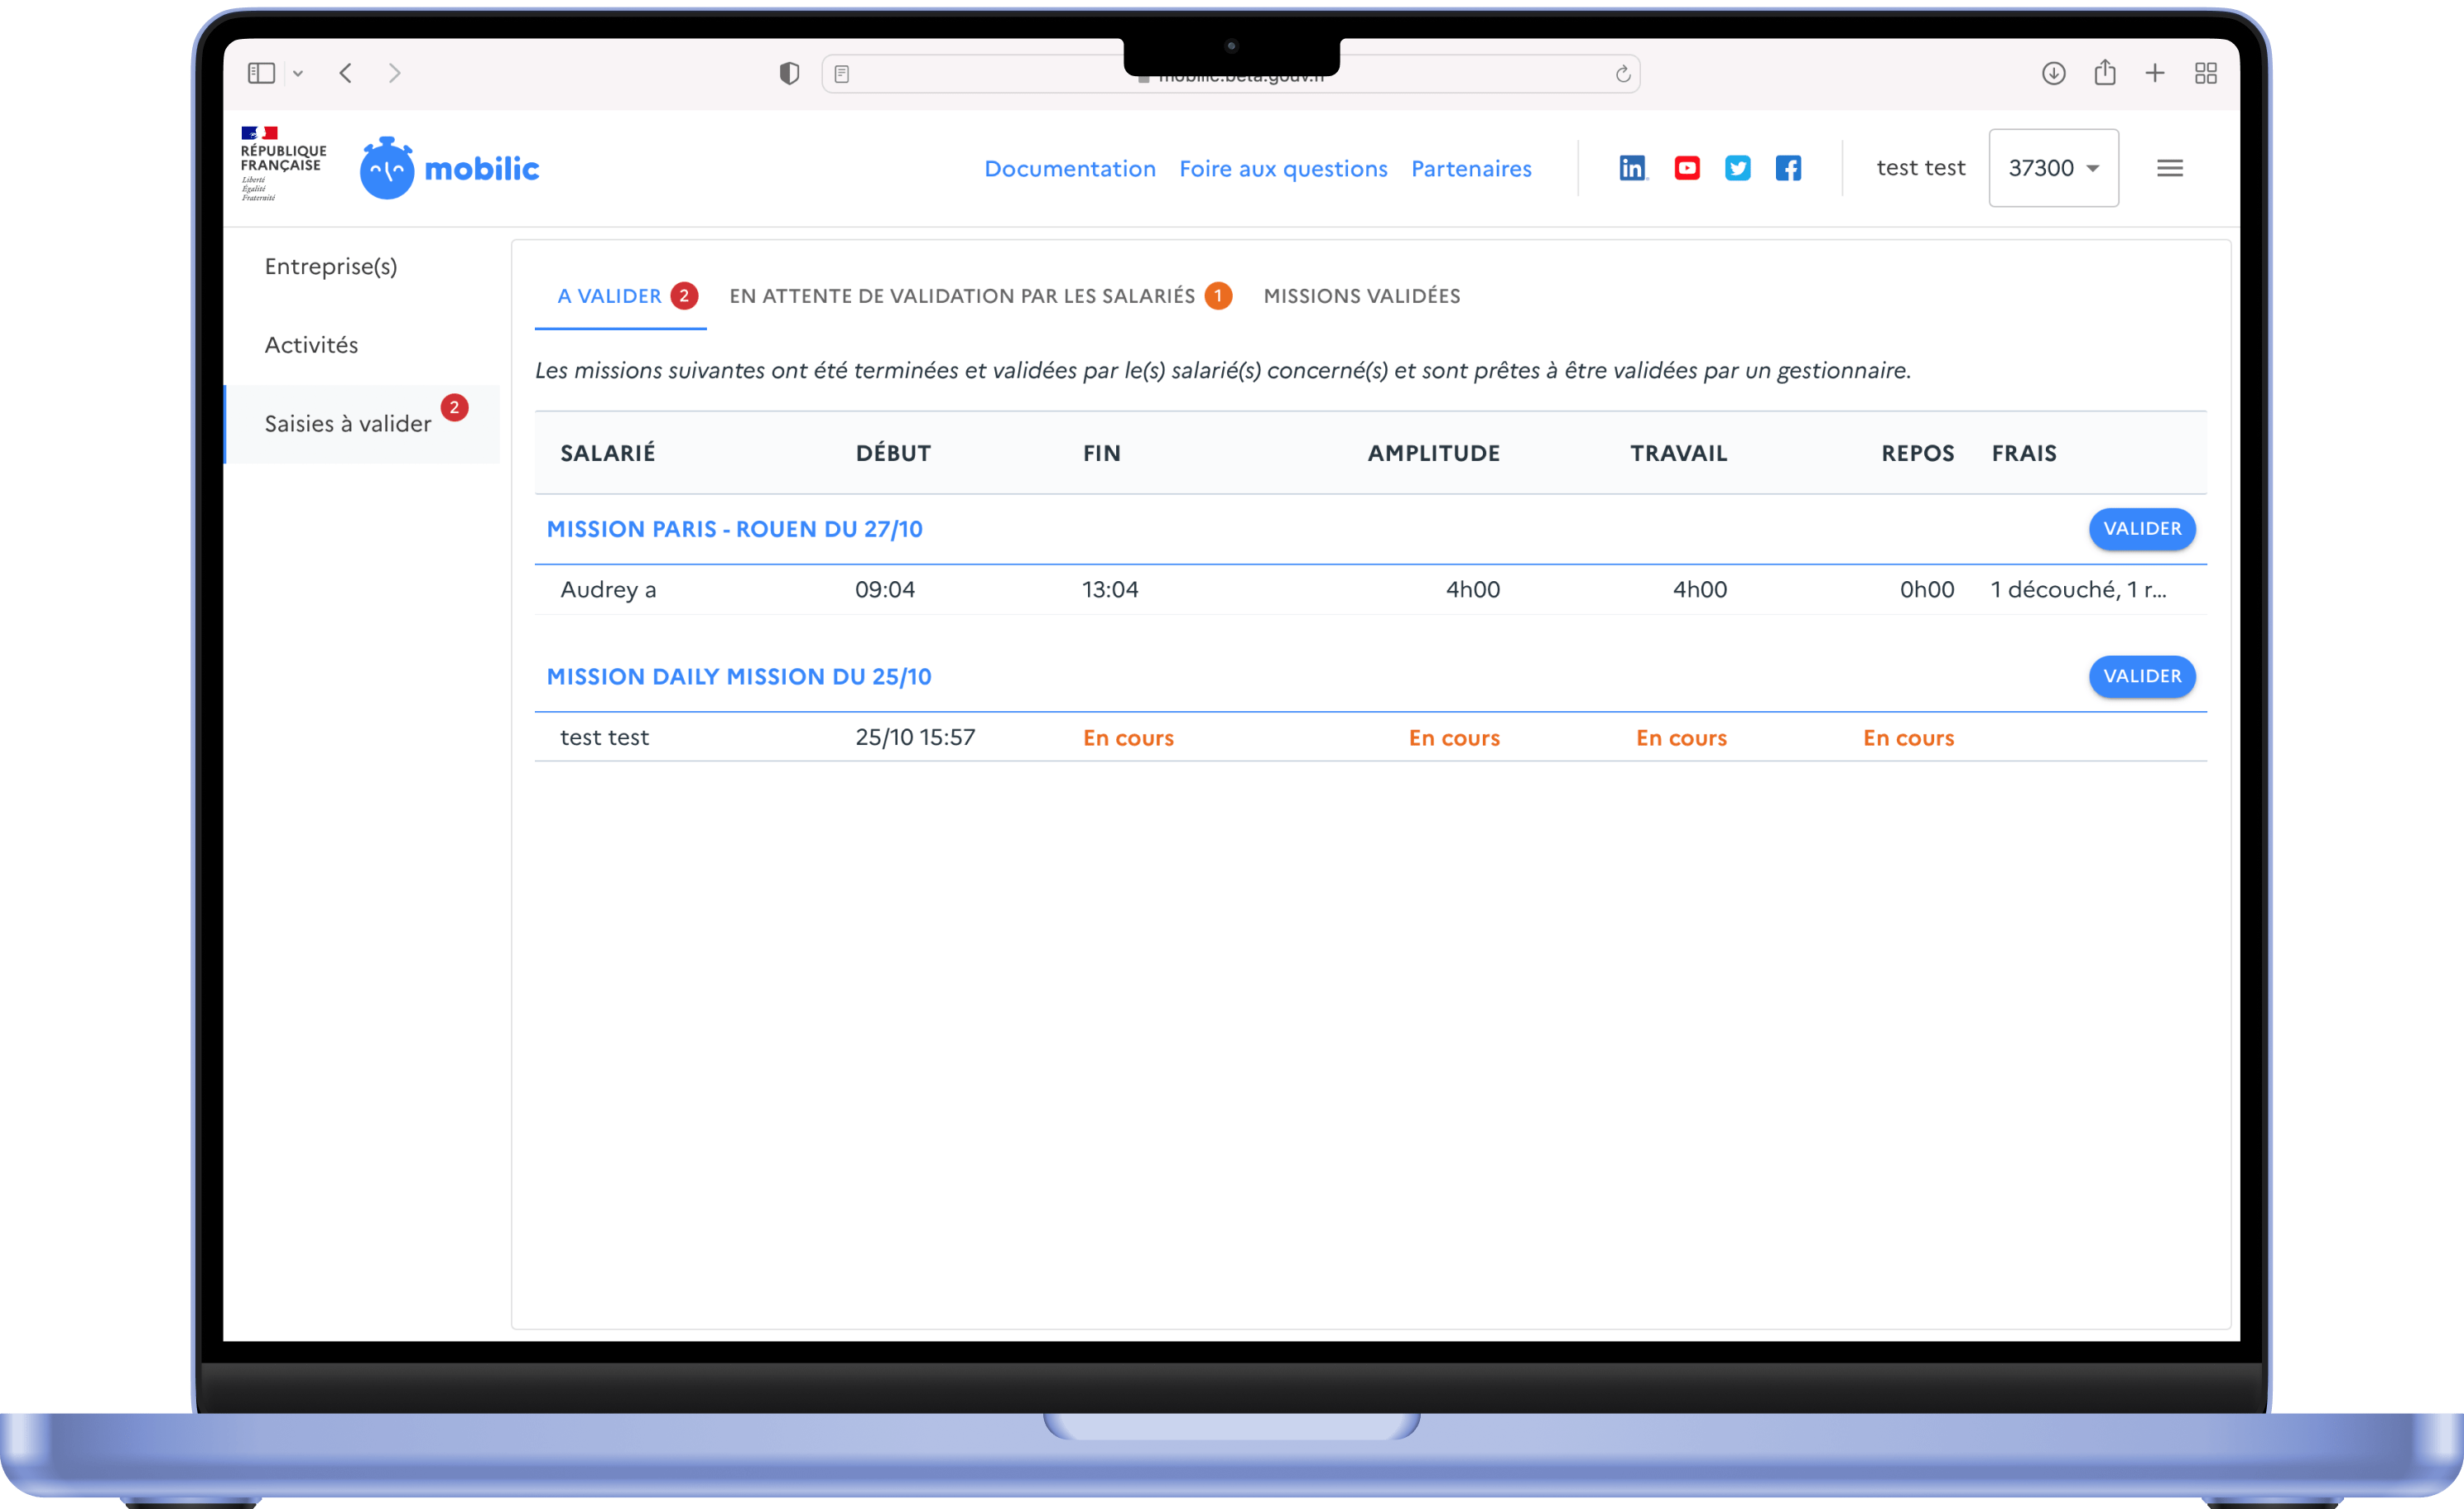 mobilic.beta.gouv.fr
RÉPUBLIQUE
FRANÇAISE
Liberté
Égalité
Fraternité
mobilic
Documentation Foire aux questions Partenaires
test test
37300
Entreprise(s)
Activités
Saisies à valider 2
A VALIDER 2 EN ATTENTE DE VALIDATION PAR LES SALARIÉS 1 MISSIONS VALIDÉES
Les missions suivantes ont été terminées et validées par le(s) salarié(s) concerné(s) et sont prêtes à être validées par un gestionnaire.
SALARIÉ DÉBUT FIN AMPLITUDE TRAVAIL REPOS FRAIS
MISSION PARIS - ROUEN DU 27/10 VALIDER
Audrey a 09:04 13:04 4h00 4h00 0h00 1 découché, 1 r...
MISSION DAILY MISSION DU 25/10 VALIDER
test test 25/10 15:57 En cours En cours En cours En cours